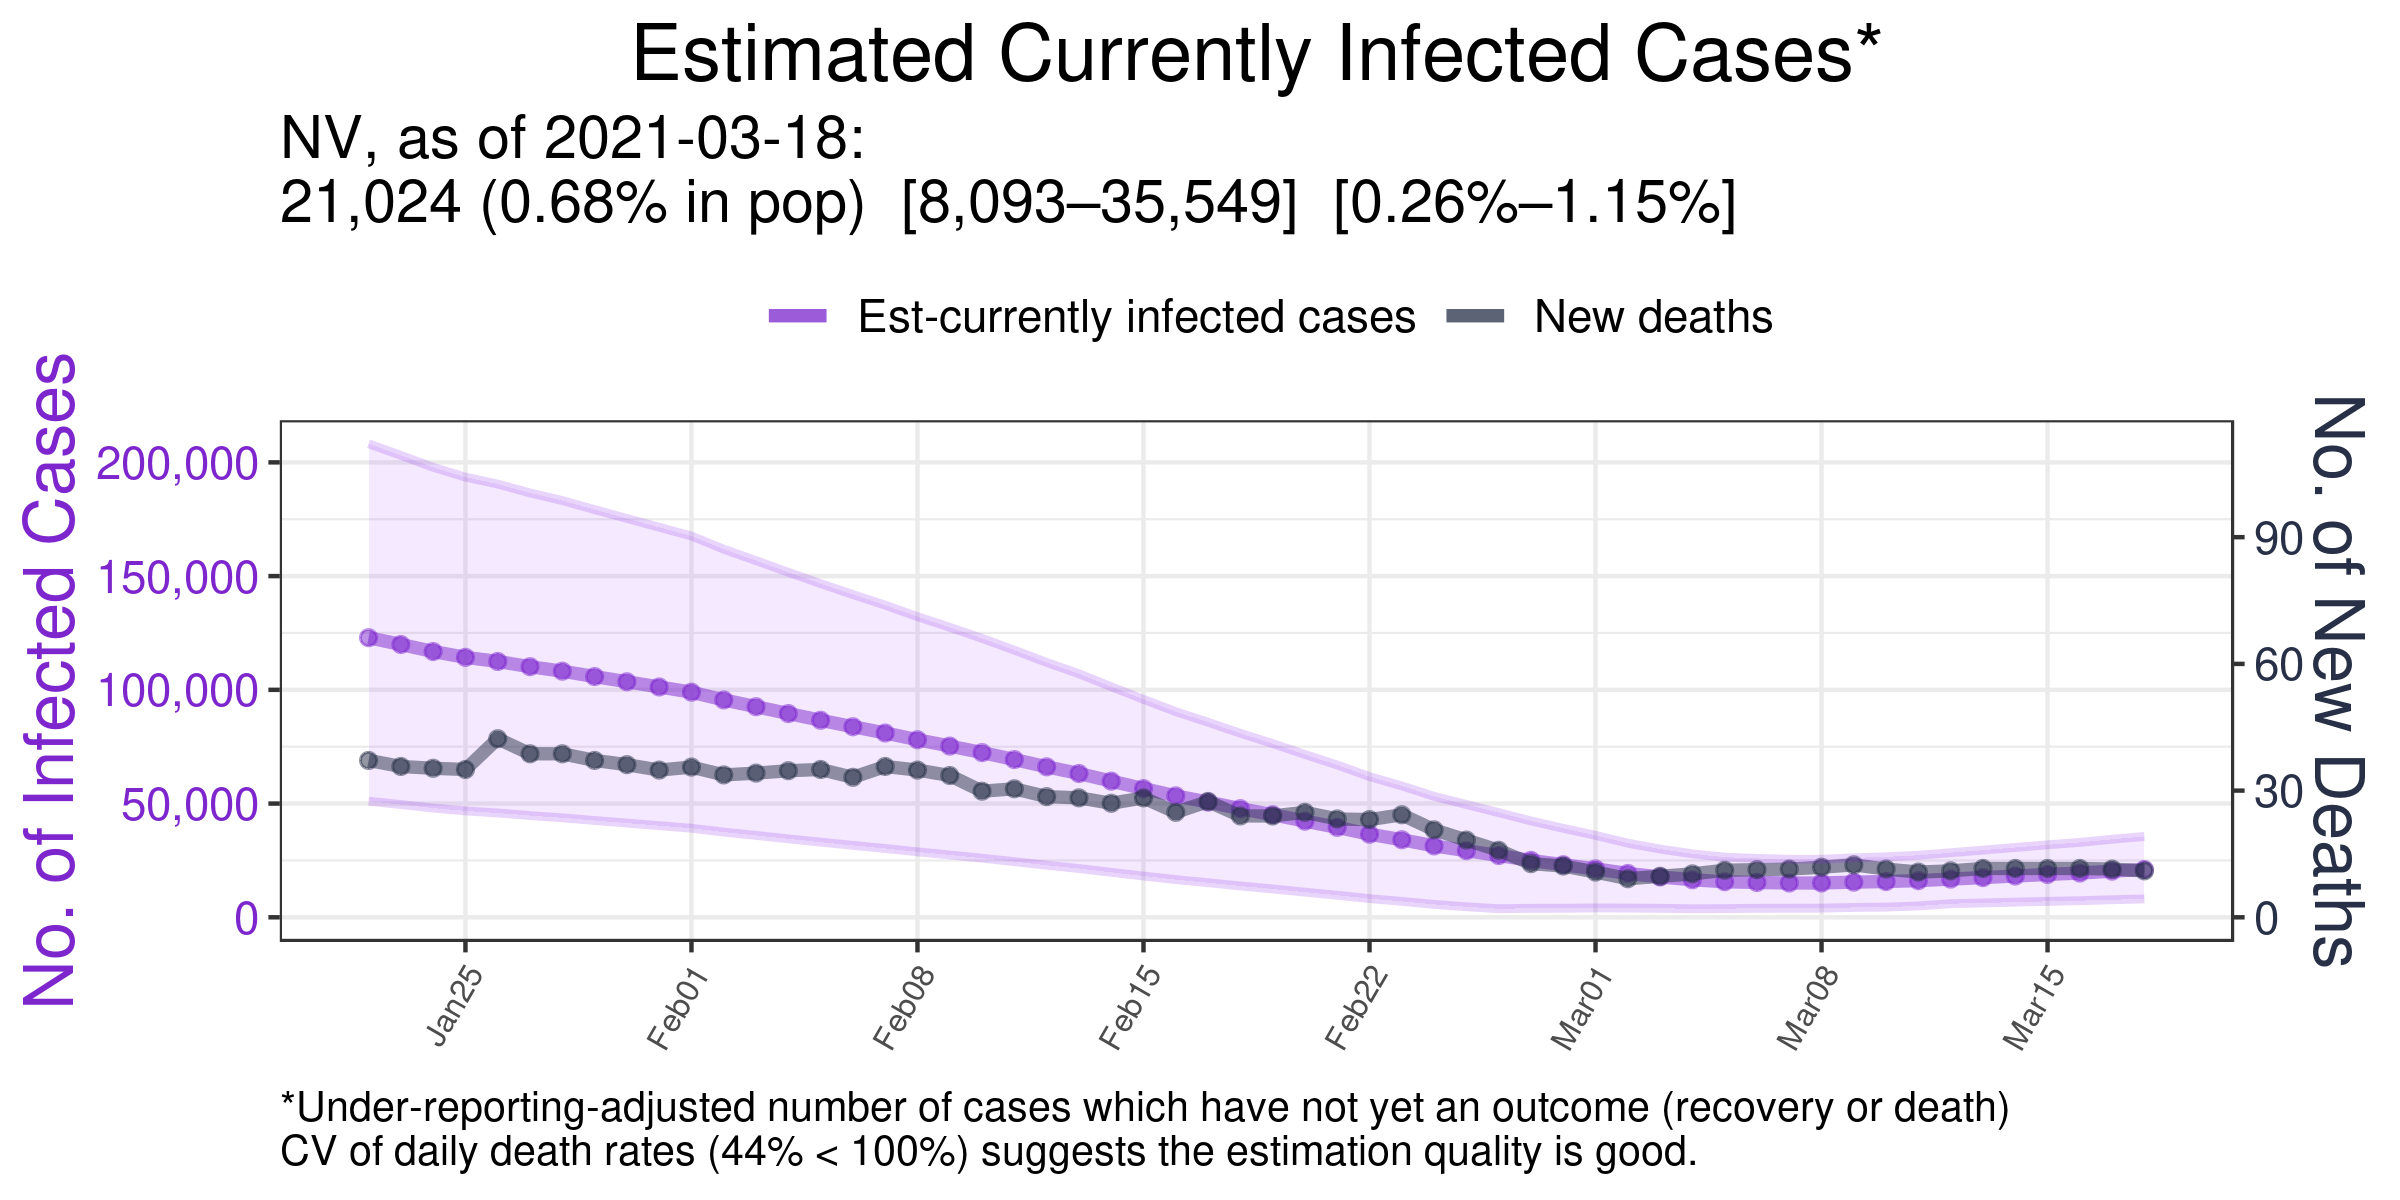 Estimated Currently Infected Cases*
NV, as of 2021-03-18:
21,024 (0.68% in pop)  [8,093–35,549]  [0.26%–1.15%]
Est-currently infected cases
New deaths
No. of Infected Cases
200,000
150,000
100,000
50,000
0
No. of New Deaths
90
60
30
0
Jan25
Feb01
Feb08
Feb15
Feb22
Mar01
Mar08
Mar15
*Under-reporting-adjusted number of cases which have not yet an outcome (recovery or death)
CV of daily death rates (44% < 100%) suggests the estimation quality is good.